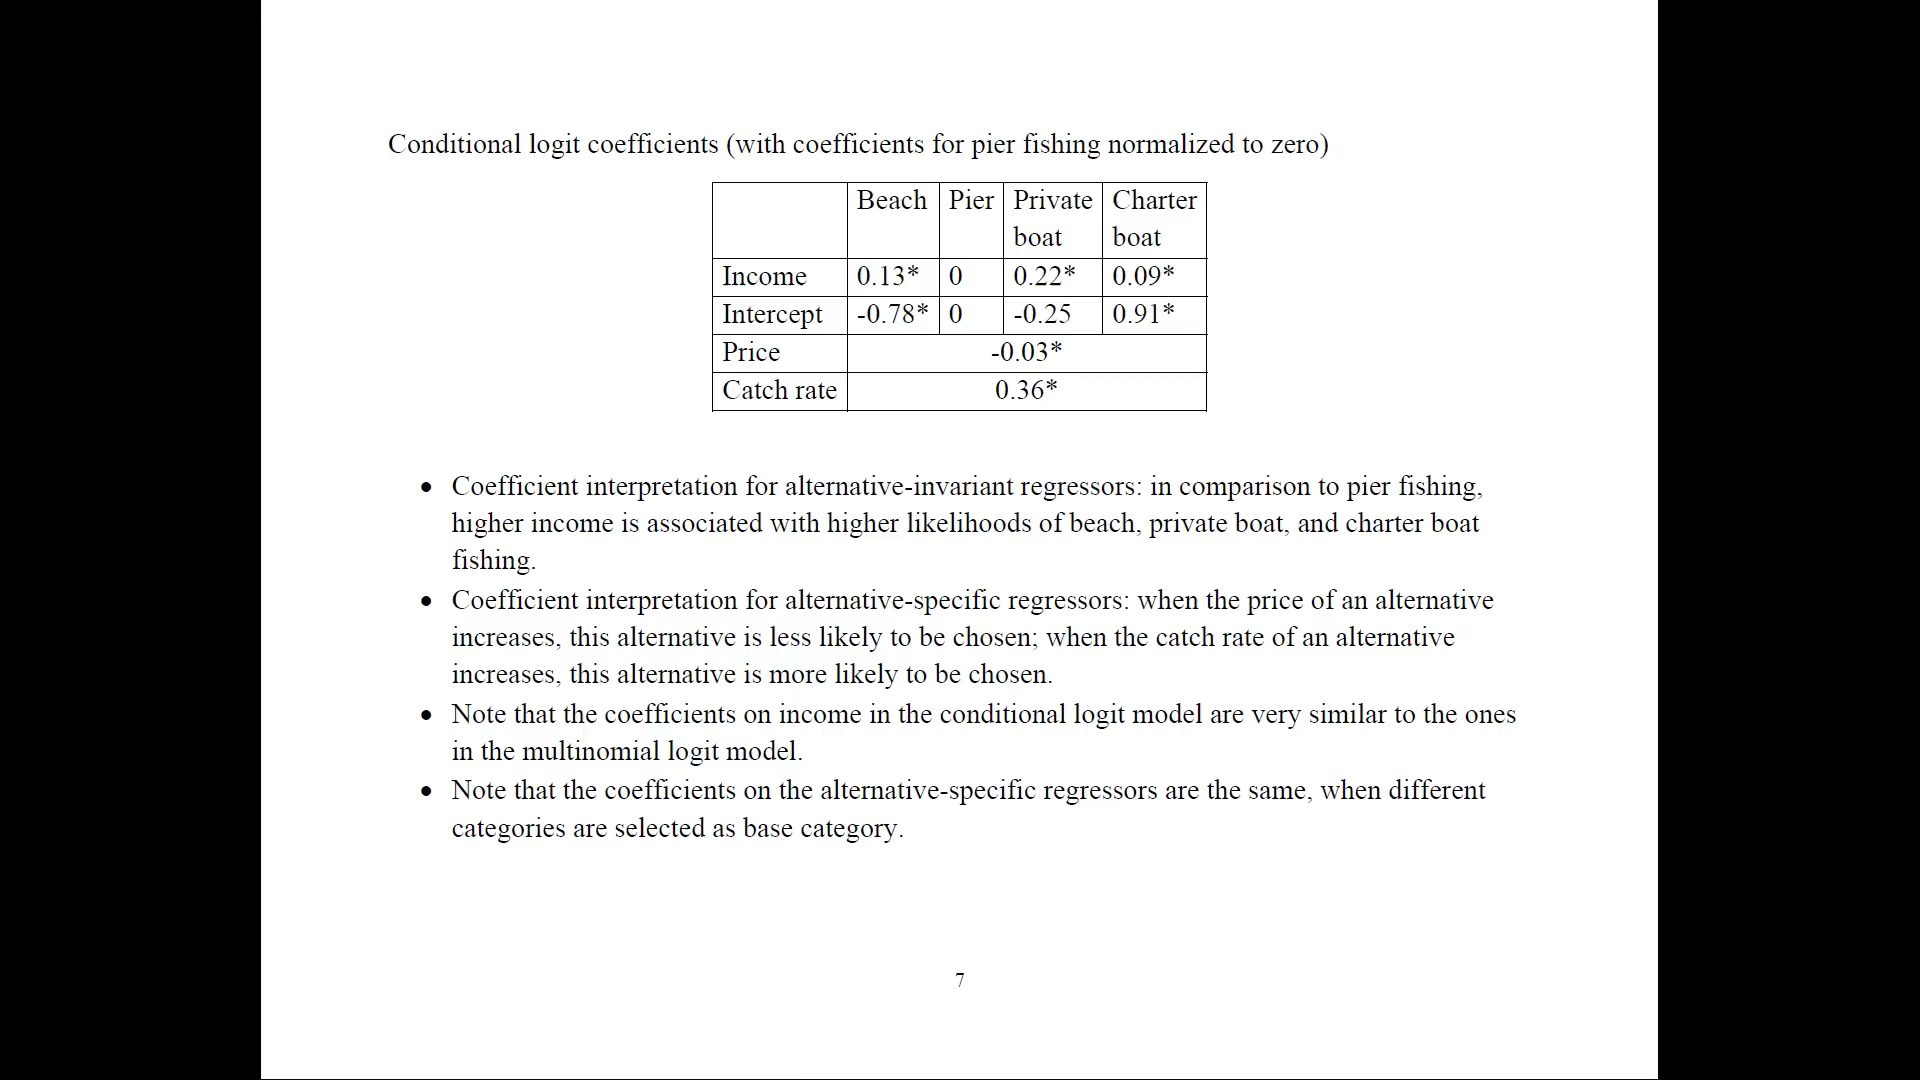 Conditional logit coefficients (with coefficients for pier fishing normalized to zero)
Beach Pier Private boat Charter boat
Income 0.13* 0 0.22* 0.09*
Intercept -0.78* 0 -0.25 0.91*
Price -0.03*
Catch rate 0.36*
• Coefficient interpretation for alternative-invariant regressors: in comparison to pier fishing,
higher income is associated with higher likelihoods of beach, private boat, and charter boat
fishing.
• Coefficient interpretation for alternative-specific regressors: when the price of an alternative
increases, this alternative is less likely to be chosen; when the catch rate of an alternative
increases, this alternative is more likely to be chosen.
• Note that the coefficients on income in the conditional logit model are very similar to the ones
in the multinomial logit model.
• Note that the coefficients on the alternative-specific regressors are the same, when different
categories are selected as base category.
7